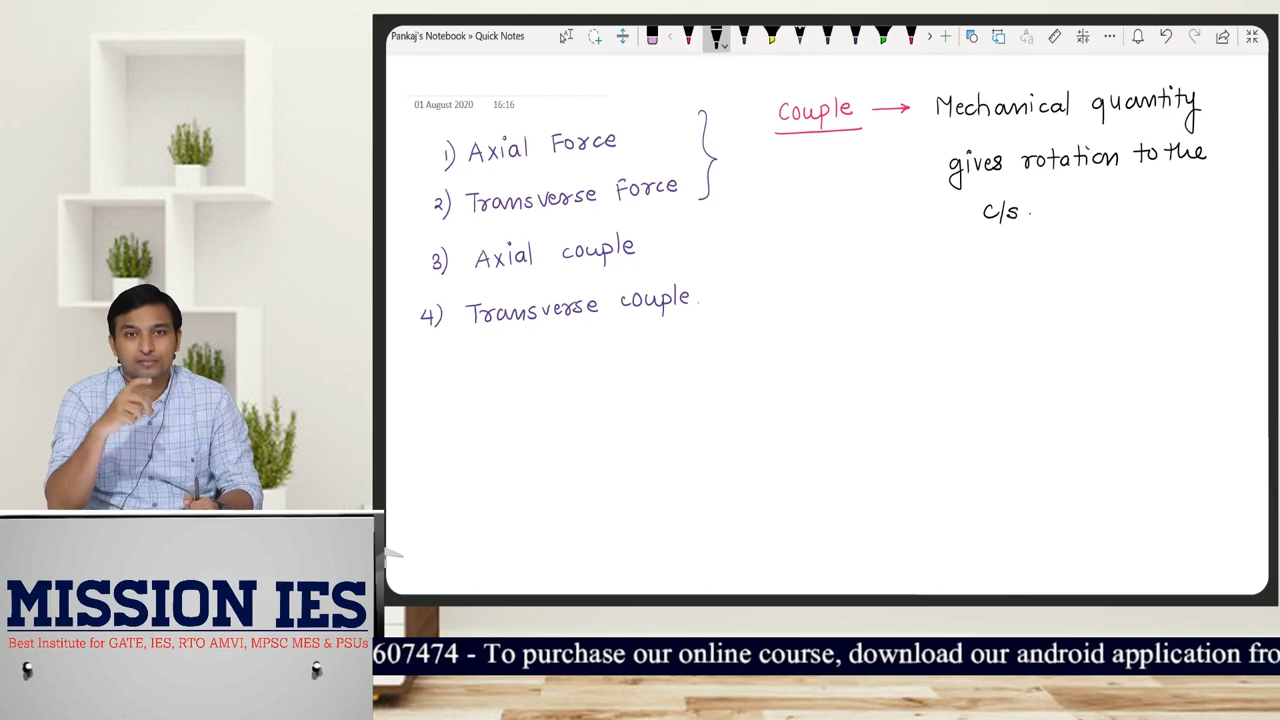 Pankaj's Notebook » Quick Notes
01 August 2020 16:16
1) Axial Force
2) Transverse Force
3) Axial couple
4) Transverse couple.
couple → Mechanical quantity
gives rotation to the
c/s.
MISSION IES
Best Institute for GATE, IES, RTO AMVI, MPSC MES & PSUs
607474 - To purchase our online course, download our android application fro